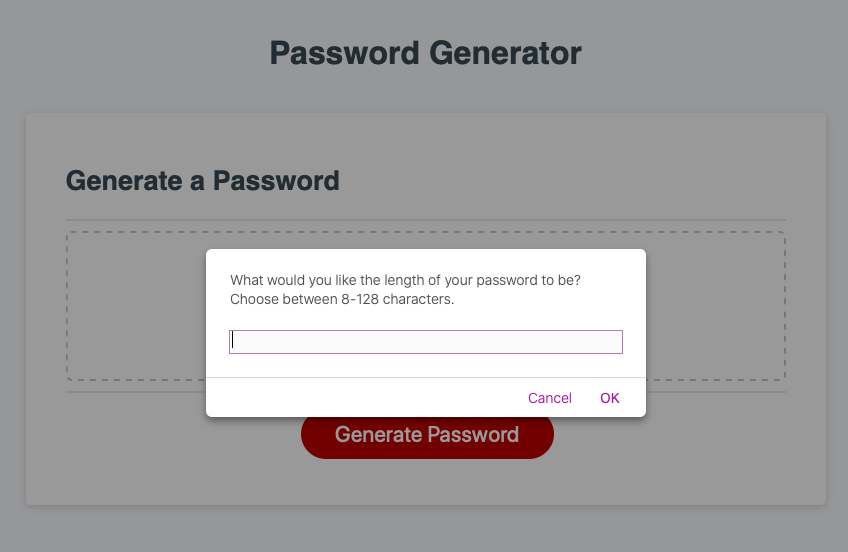 Password Generator
Generate a Password
What would you like the length of your password to be?
Choose between 8-128 characters.
Cancel OK
Generate Password